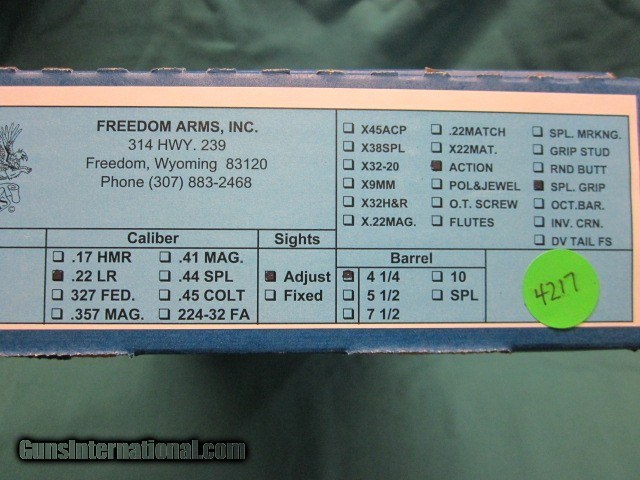 FREEDOM ARMS, INC.
314 HWY. 239
Freedom, Wyoming 83120
Phone (307) 883-2468
X45ACP .22MATCH SPL. MRKNG.
X38SPL X22MAT. GRIP STUD
X32-20 ACTION RND BUTT
X9MM POL&JEWEL SPL. GRIP
X32H&R O.T. SCREW OCT.BAR.
X.22MAG. FLUTES INV. CRN.
DV TAIL FS
Caliber Sights Barrel
.17 HMR .41 MAG.
.22 LR .44 SPL Adjust 4 1/4 10
327 FED. .45 COLT Fixed 5 1/2 SPL
.357 MAG. 224-32 FA 7 1/2
4217
GunsInternational.com